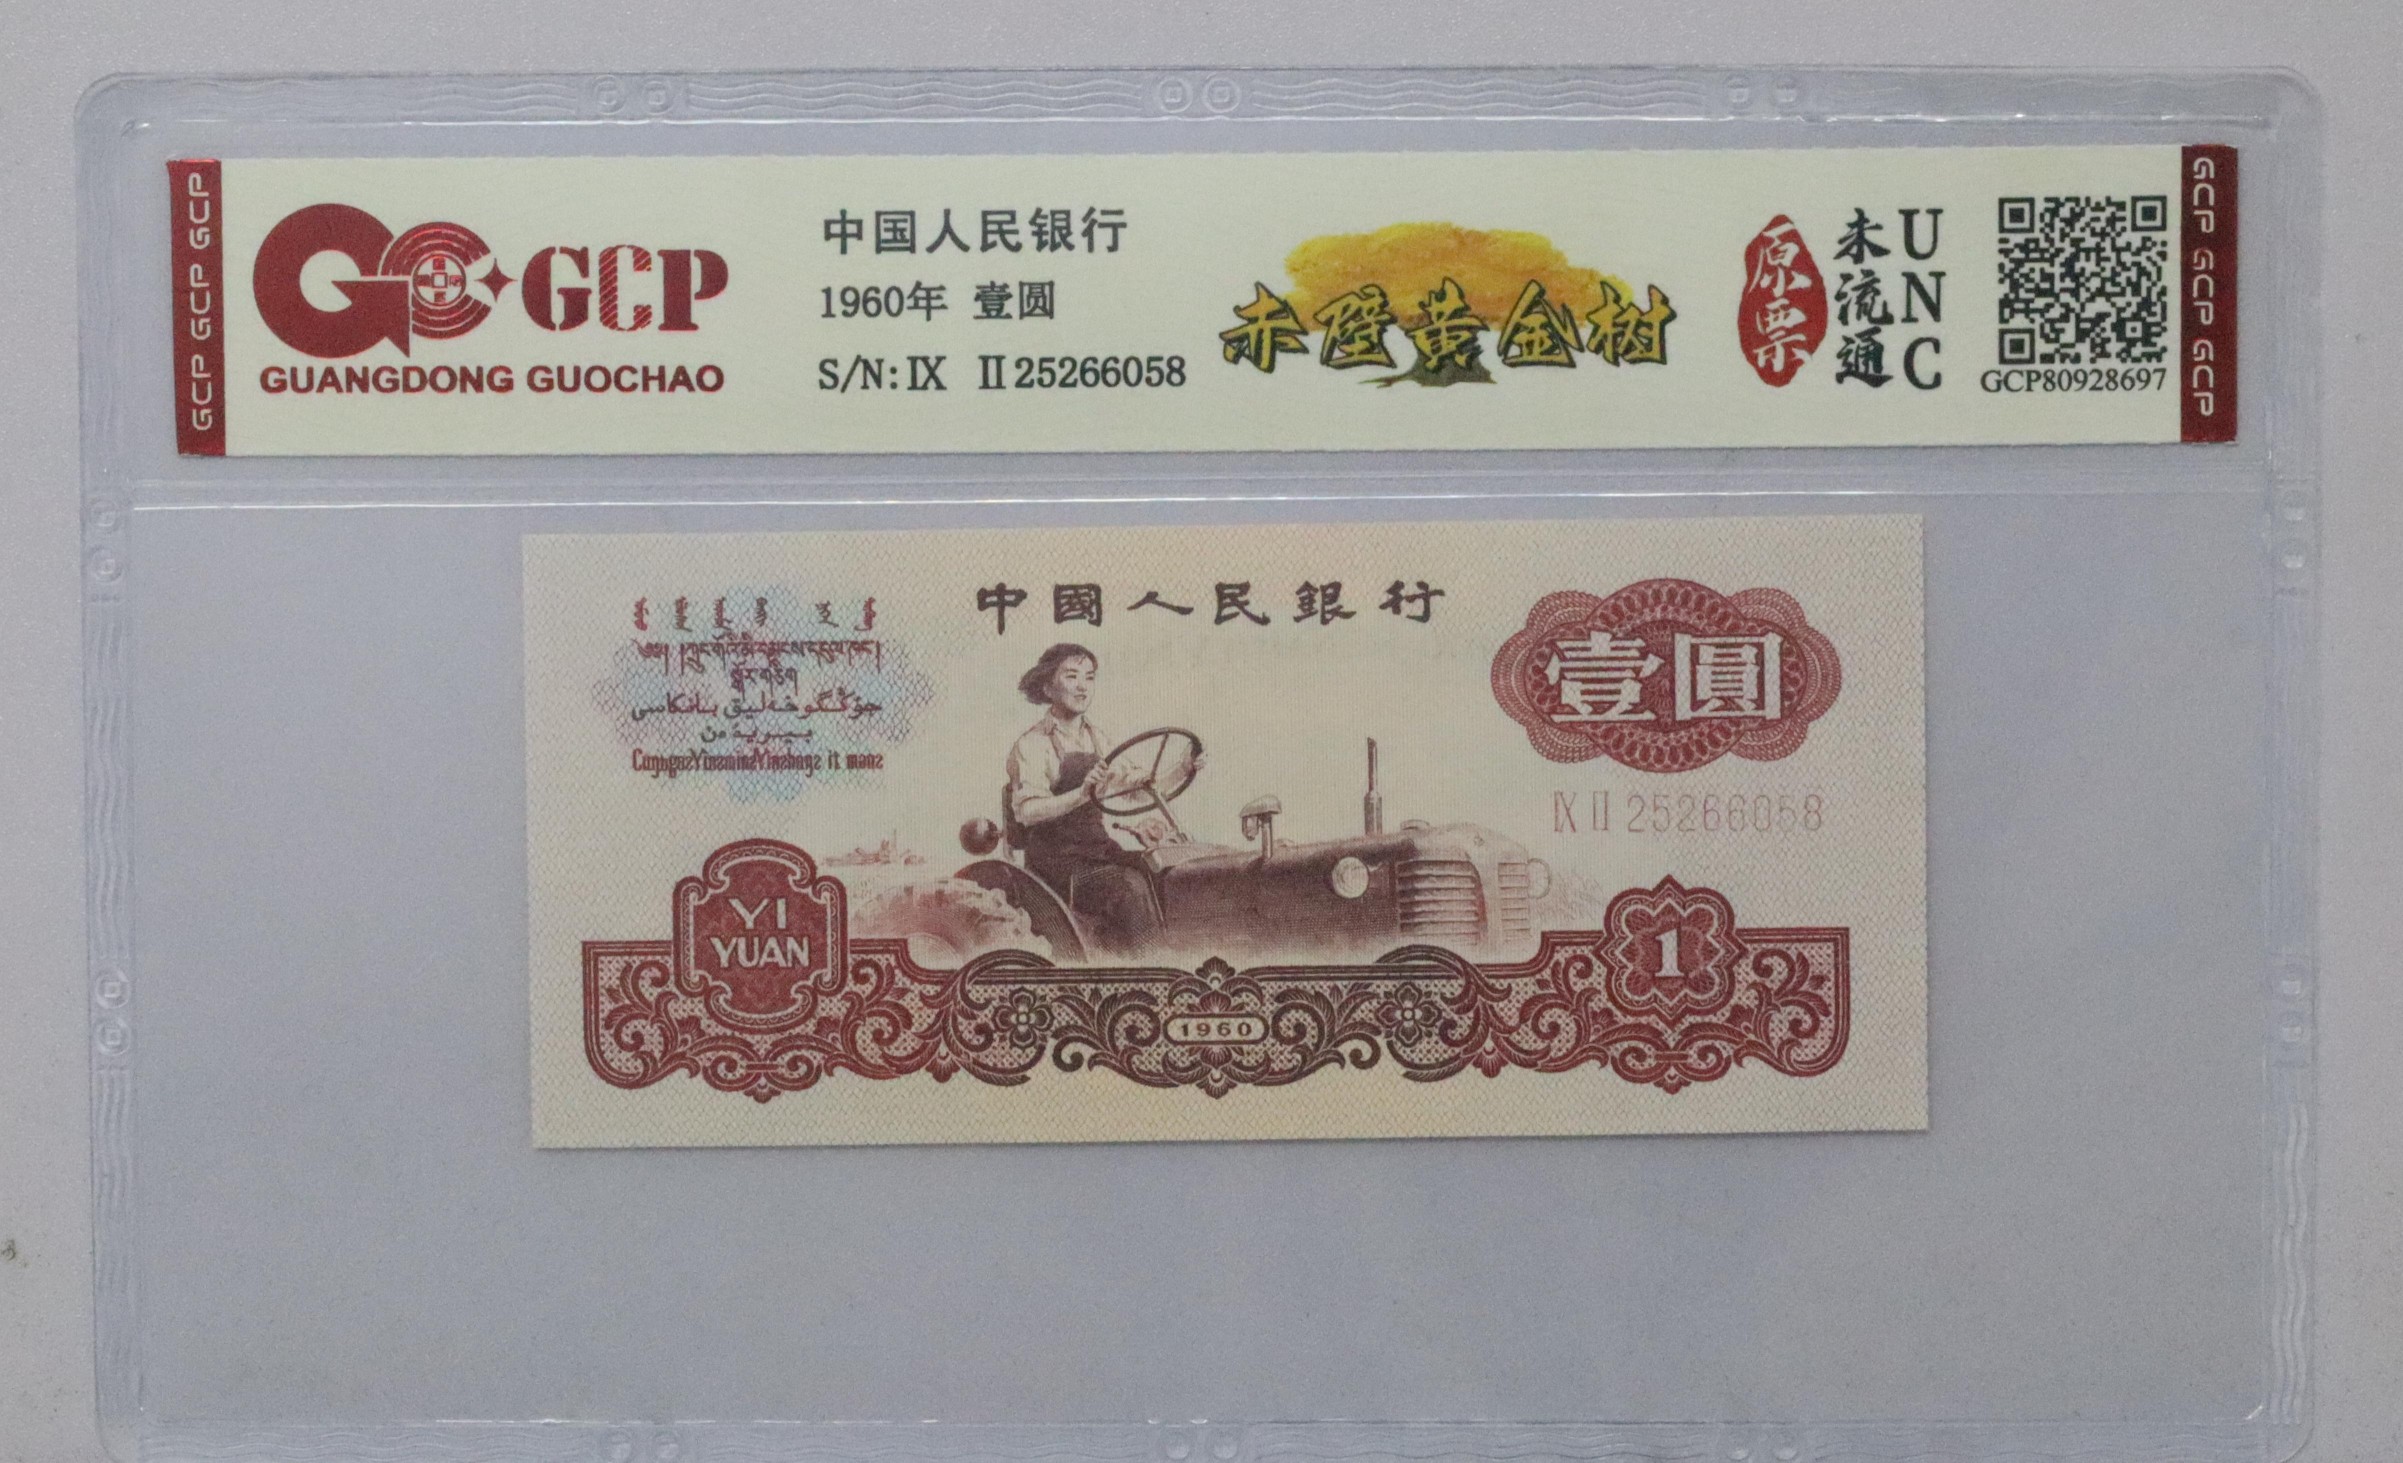 GCP GCP GCP
GCP
GUANGDONG GUOCHAO
中国人民银行
1960年 壹圆
S/N:IX II 25266058
赤壁黄金树
原票
未流通
UNC
GCP80928697
GCP GCP GCP
中國人民銀行
壹圓
IX II 25266058
YI
YUAN
1960
1